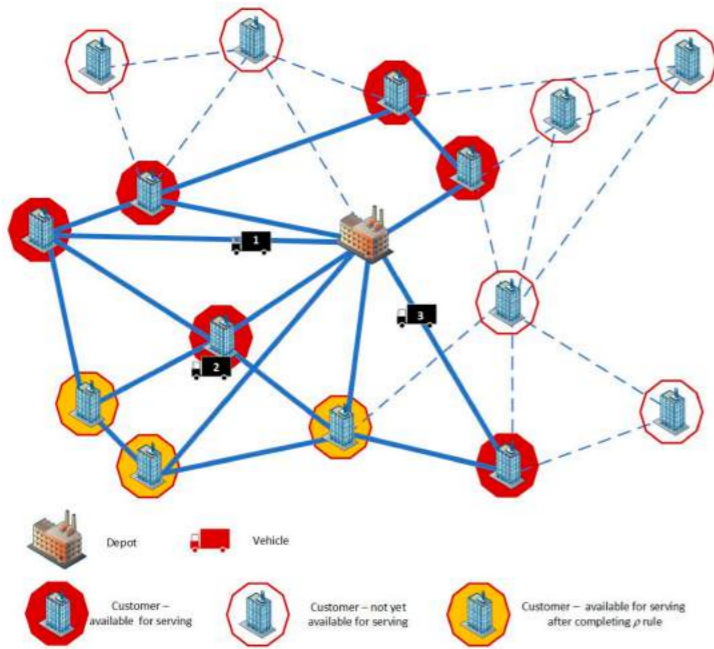 1
3
2
Depot
Vehicle
Customer –
available for serving
Customer – not yet
available for serving
Customer – available for serving
after completing ρ rule